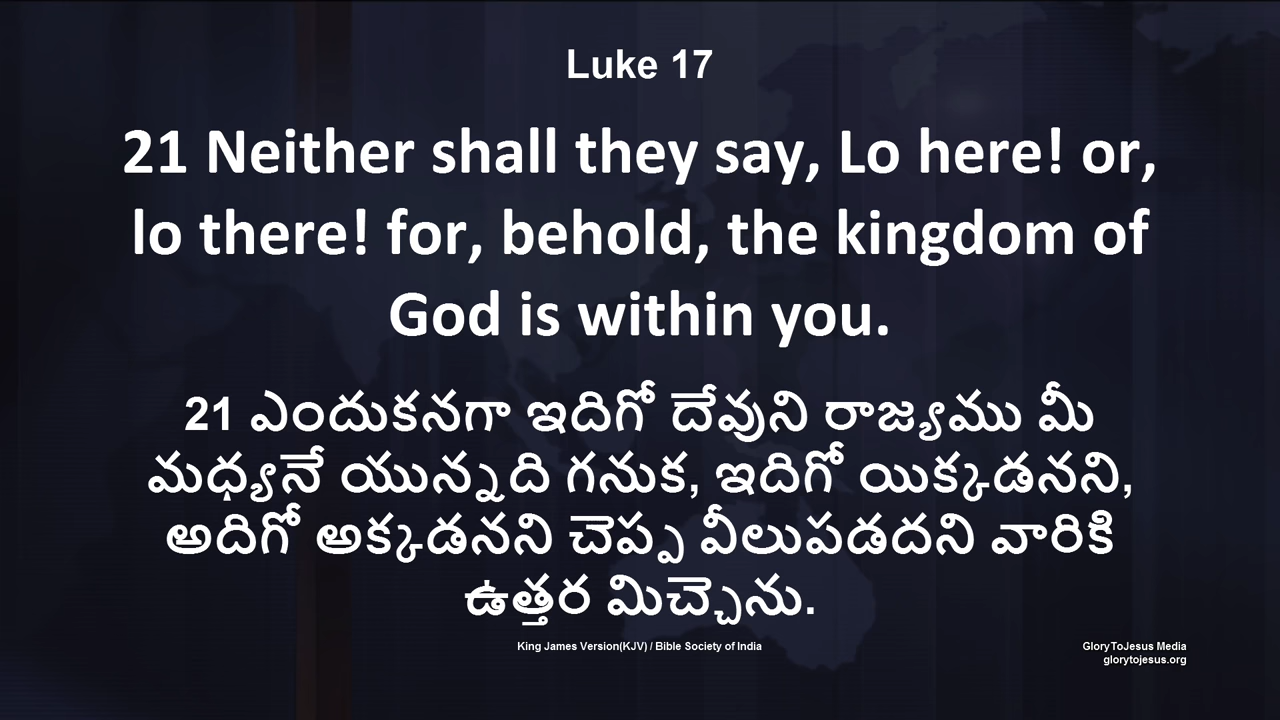 Luke 17
21 Neither shall they say, Lo here! or,
lo there! for, behold, the kingdom of
God is within you.
21 ఎందుకనగా ఇదిగో దేవుని రాజ్యము మీ
మధ్యనే యున్నది గనుక, ఇదిగో యిక్కడనని,
అదిగో అక్కడనని చెప్ప వీలుపడదని వారికి
ఉత్తర మిచ్చెను.
King James Version(KJV) / Bible Society of India
GloryToJesus Media
glorytojesus.org